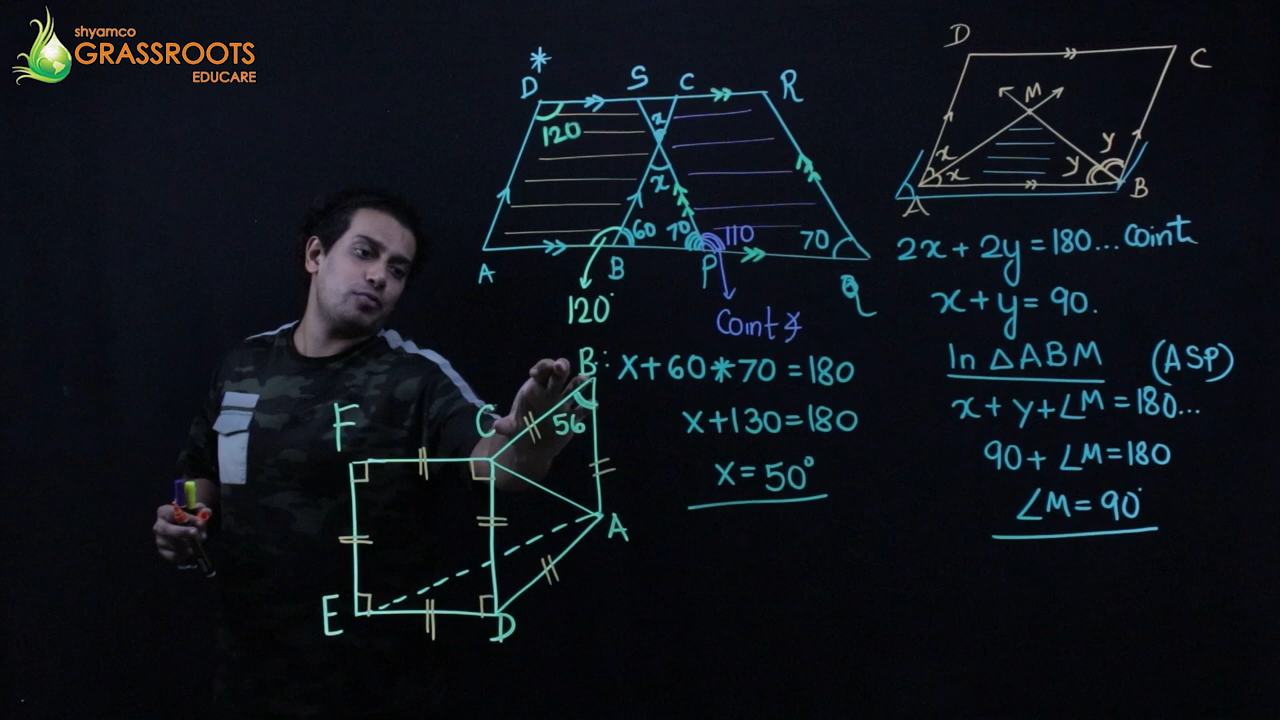 shyamco
GRASSROOTS
EDUCARE
D * S C R
120
x
x
60 70 110 70
A B P Q
120°
Coint ∡
∴ x+60*70 = 180
x+130=180
x = 50°
D C
M
x x y y
A B
2x + 2y = 180... Coint
x + y = 90.
In △ABM (ASP)
x + y + ∠M = 180...
90 + ∠M = 180
∠M = 90°
B
56
F C
A
E D